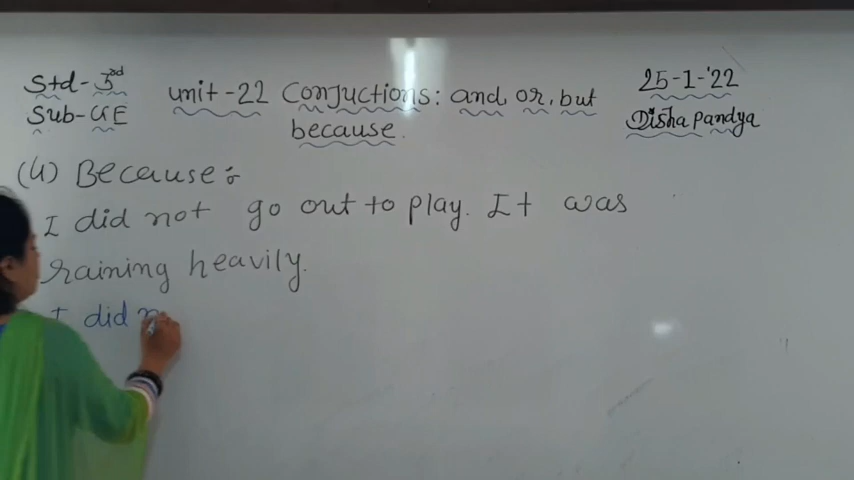 Std-3rd
Sub-GE
unit-22 Conjuctions: and, or, but
because.
25-1-'22
Disha Pandya
(4) Because:
I did not go out to play. It was
raining heavily.
I did n